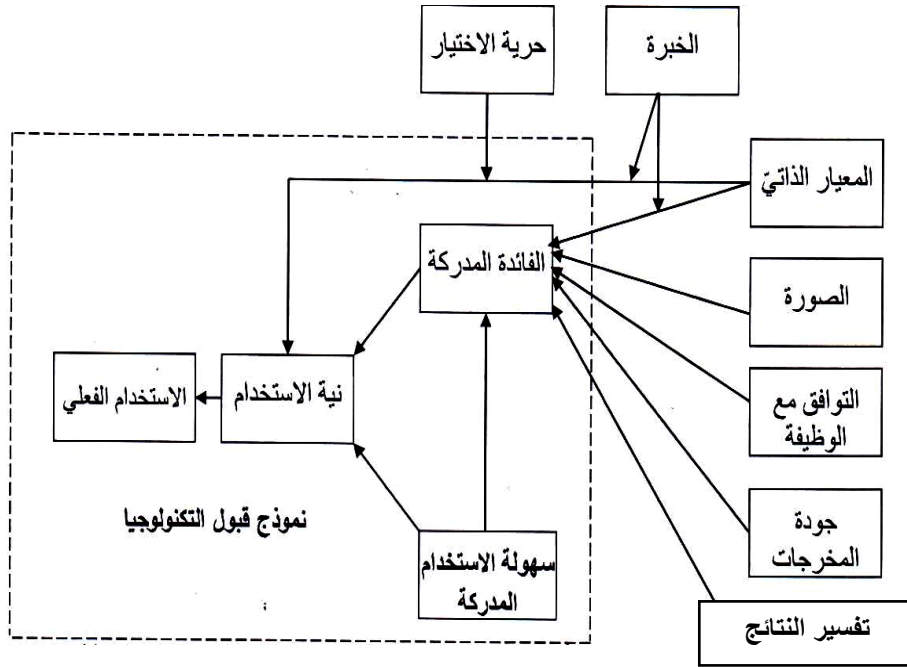 الخبرة
حرية الاختيار
المعيار الذاتيّ
الفائدة المدركة
الصورة
نية الاستخدام
الاستخدام الفعلي
التوافق مع
الوظيفة
نموذج قبول التكنولوجيا
جودة
المخرجات
سهولة الاستخدام
المدركة
تفسير النتائج